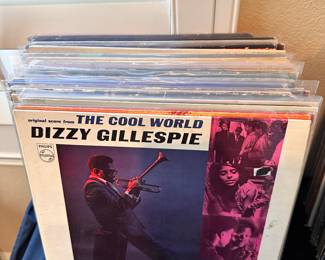 original score from THE COOL WORLD
DIZZY GILLESPIE
PHILIPS